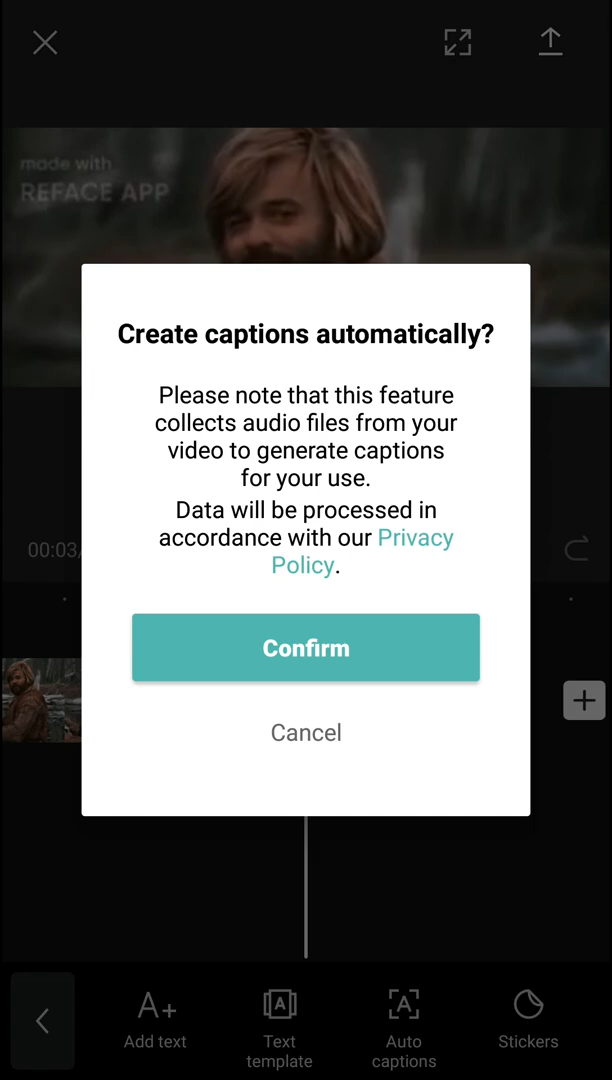 made with
REFACE APP
Create captions automatically?
Please note that this feature
collects audio files from your
video to generate captions
for your use.
Data will be processed in
accordance with our Privacy
Policy.
00:03/
Confirm
Cancel
Add text
Text
template
Auto
captions
Stickers